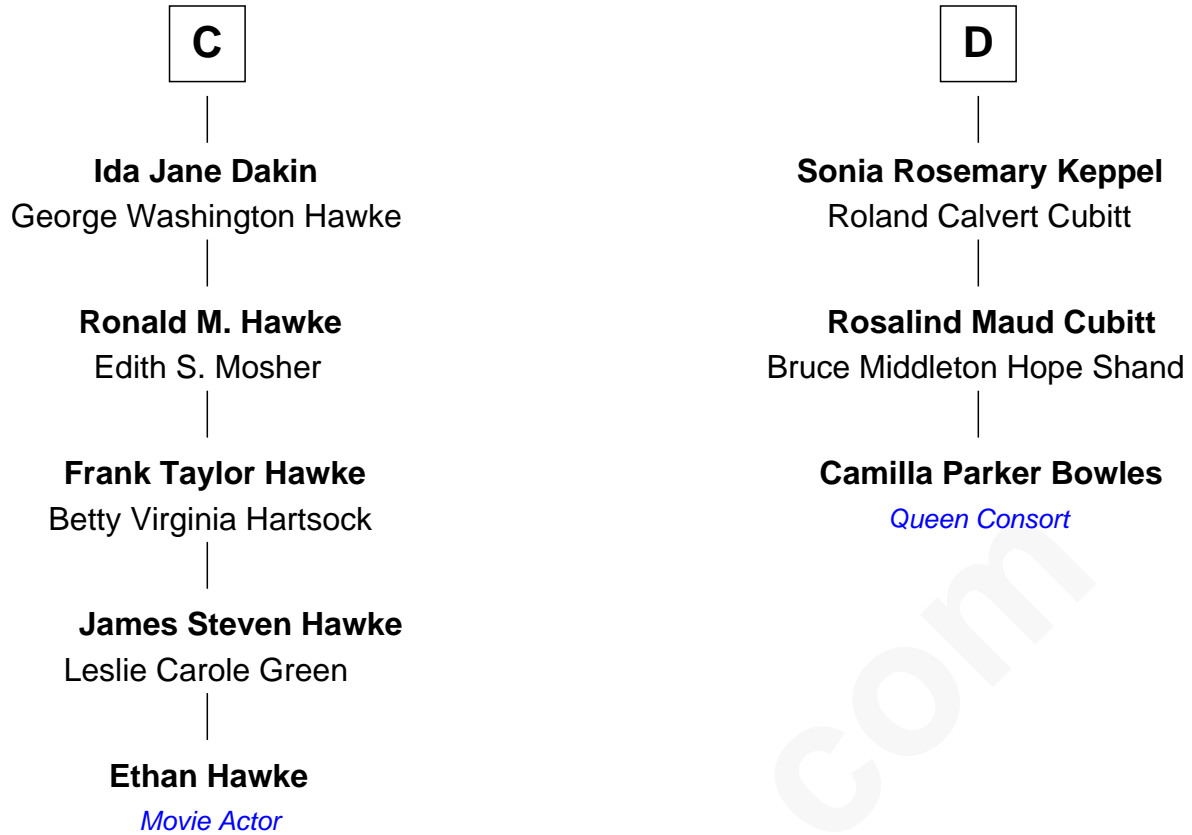 C
Ida Jane Dakin
George Washington Hawke
Ronald M. Hawke
Edith S. Mosher
Frank Taylor Hawke
Betty Virginia Hartsock
James Steven Hawke
Leslie Carole Green
Ethan Hawke
Movie Actor
D
Sonia Rosemary Keppel
Roland Calvert Cubitt
Rosalind Maud Cubitt
Bruce Middleton Hope Shand
Camilla Parker Bowles
Queen Consort
com